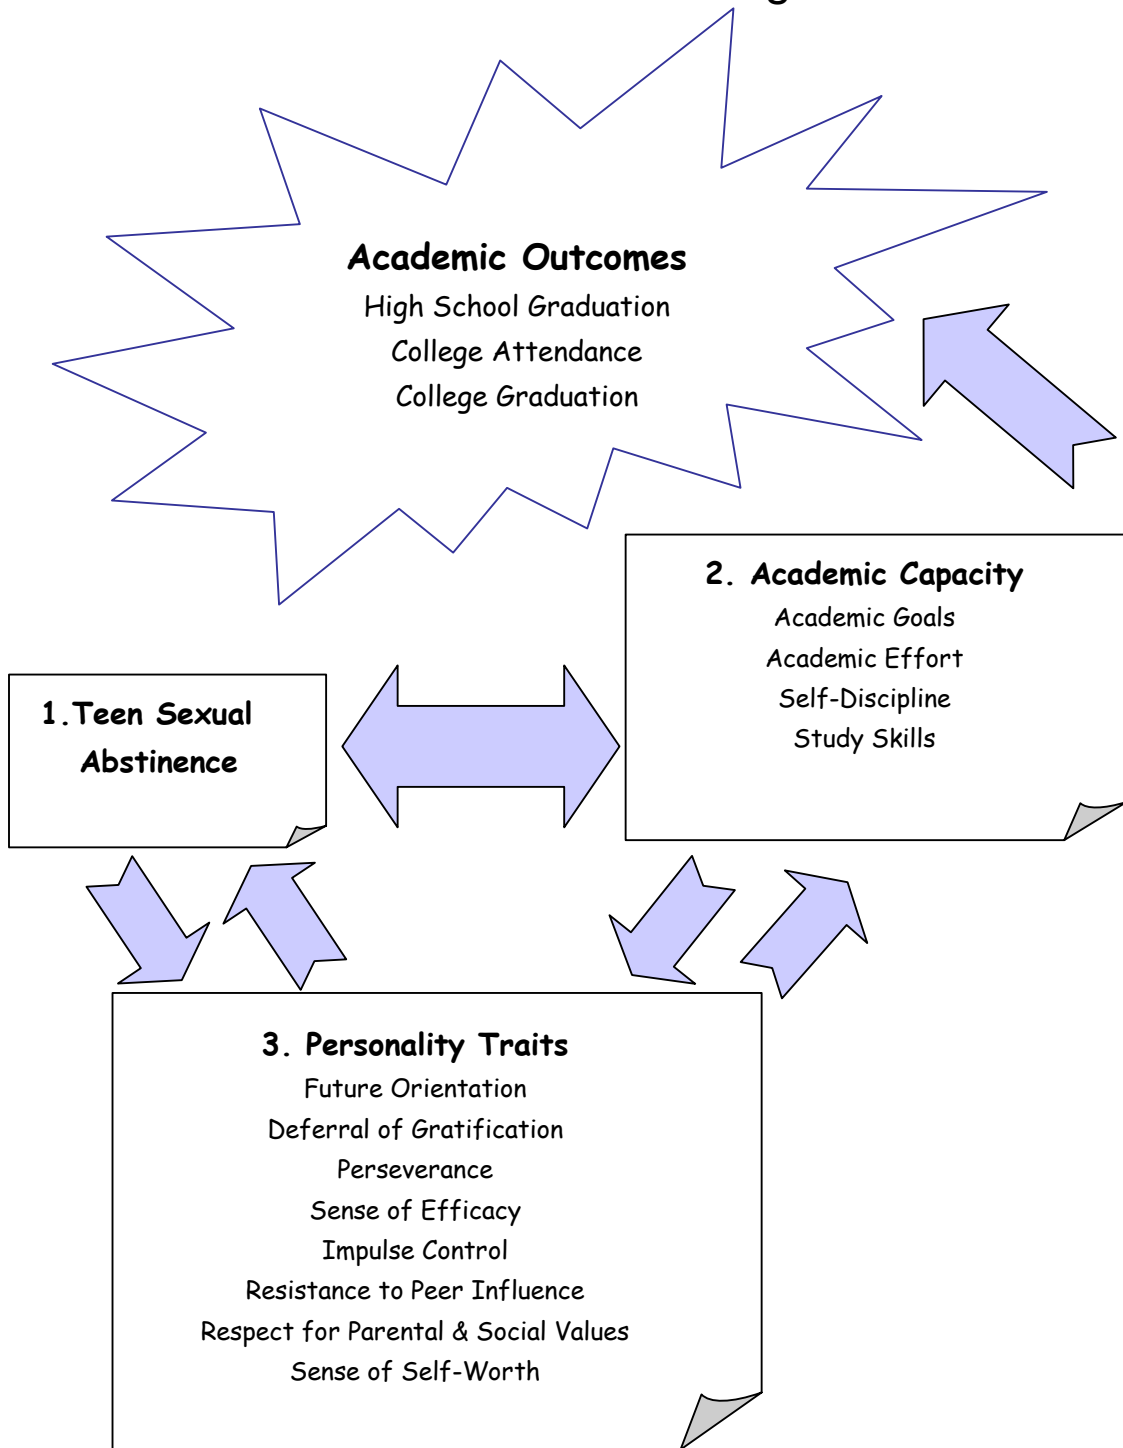 Academic Outcomes
High School Graduation
College Attendance
College Graduation
2. Academic Capacity
Academic Goals
Academic Effort
Self-Discipline
Study Skills
1.Teen Sexual
Abstinence
3. Personality Traits
Future Orientation
Deferral of Gratification
Perseverance
Sense of Efficacy
Impulse Control
Resistance to Peer Influence
Respect for Parental & Social Values
Sense of Self-Worth